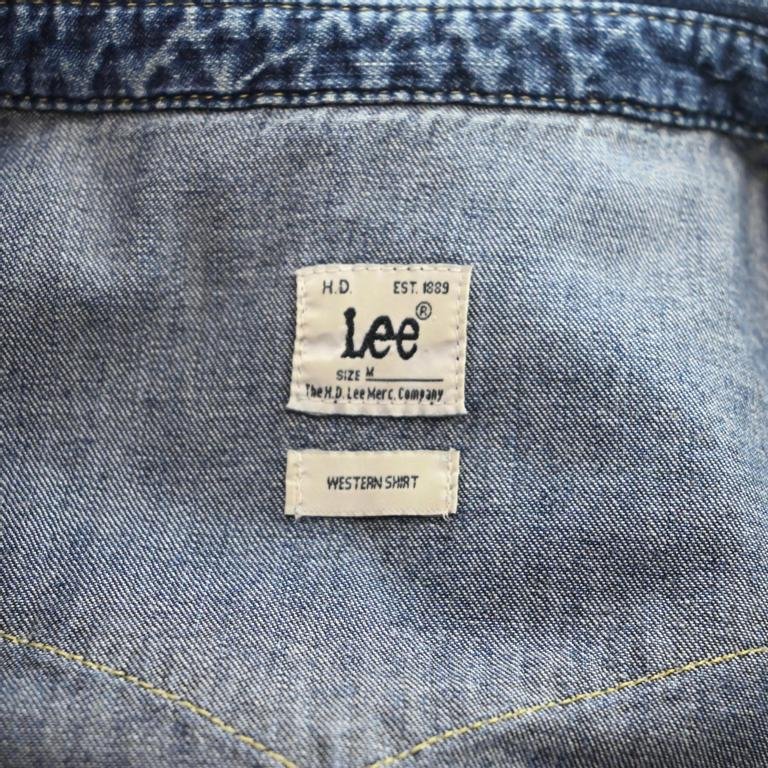 H.D. EST. 1889
Lee®
SIZE M
The H.D. Lee Merc. Company
WESTERN SHIRT